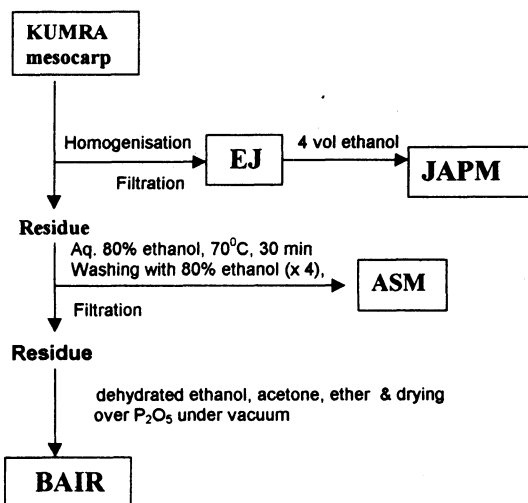 KUMRA
mesocarp
Homogenisation
Filtration
EJ
4 vol ethanol
JAPM
Residue
Aq. 80% ethanol, 70⁰C, 30 min
Washing with 80% ethanol (x 4),
Filtration
ASM
Residue
dehydrated ethanol, acetone, ether & drying
over P₂O₅ under vacuum
BAIR